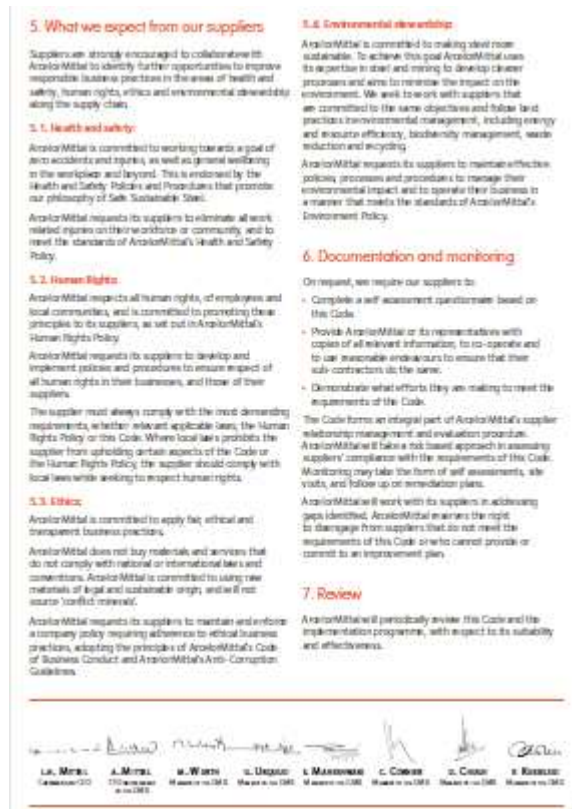 5. What we expect from our suppliers
Suppliers are strongly encouraged to collaborate with
ArcelorMittal to identify further opportunities to improve
responsible business practices in the areas of health and
safety, human rights, ethics and environmental stewardship
along the supply chain.
5.1. Health and safety:
ArcelorMittal is committed to working towards a goal of
zero accidents and injuries, as well as general wellbeing
in the workplace and beyond. This is endorsed by the
Health and Safety Policies and Procedures that promote
our philosophy of Safe Sustainable Steel.
ArcelorMittal requests its suppliers to eliminate all work
related injuries on their workforce or community, and to
meet the standards of ArcelorMittal's Health and Safety
Policy.
5.2. Human Rights:
ArcelorMittal respects all human rights, of employees and
local communities, and is committed to promoting these
principles to its suppliers, as set out in ArcelorMittal's
Human Rights Policy.
ArcelorMittal requests its suppliers to develop and
implement policies and procedures to ensure respect of
all human rights in their businesses, and those of their
suppliers.
The supplier must always comply with the most demanding
requirements, whether relevant applicable laws, the Human
Rights Policy or this Code. Where local laws prohibits the
supplier from upholding certain aspects of the Code or
the Human Rights Policy, the supplier should comply with
local laws while seeking to respect human rights.
5.3. Ethics:
ArcelorMittal is committed to apply fair, ethical and
transparent business practices.
ArcelorMittal does not buy materials and services that
do not comply with national or international laws and
conventions. ArcelorMittal is committed to using raw
materials of legal and sustainable origin, and will not
source 'conflict minerals'.
ArcelorMittal requests its suppliers to maintain and enforce
a company policy requiring adherence to ethical business
practices, adopting the principles of ArcelorMittal's Code
of Business Conduct and ArcelorMittal's Anti-Corruption
Guidelines.
5.4. Environmental stewardship:
ArcelorMittal is committed to making steel more
sustainable. To achieve this goal ArcelorMittal uses
its expertise in steel and mining to develop cleaner
processes and aims to minimise the impact on the
environment. We seek to work with suppliers that
are committed to the same objectives and follow best
practices in environmental management, including energy
and resource efficiency, biodiversity management, waste
reduction and recycling.
ArcelorMittal requests its suppliers to maintain effective
policies, processes and procedures to manage their
environmental impact and to operate their business in
a manner that meets the standards of ArcelorMittal's
Environment Policy.
6. Documentation and monitoring
On request, we require our suppliers to:
• Complete a self assessment questionnaire based on
this Code.
• Provide ArcelorMittal or its representatives with
copies of all relevant information, to co-operate and
to use reasonable endeavours to ensure that their
sub-contractors do the same.
• Demonstrate what efforts they are making to meet the
requirements of the Code.
The Code forms an integral part of ArcelorMittal's supplier
relationship management and evaluation procedure.
ArcelorMittal will take a risk based approach in assessing
suppliers' compliance with the requirements of this Code.
Monitoring may take the form of self assessments, site
visits, and follow up on remediation plans.
ArcelorMittal will work with its suppliers in addressing
gaps identified. ArcelorMittal reserves the right
to disengage from suppliers that do not meet the
requirements of this Code or who cannot provide or
commit to an improvement plan.
7. Review
ArcelorMittal will periodically review this Code and the
implementation programme, with respect to its suitability
and effectiveness.
L.N. Mittal A. Mittal M. Wurth G. Urquijo S. Maheshwari C. Cornier D. Chugh